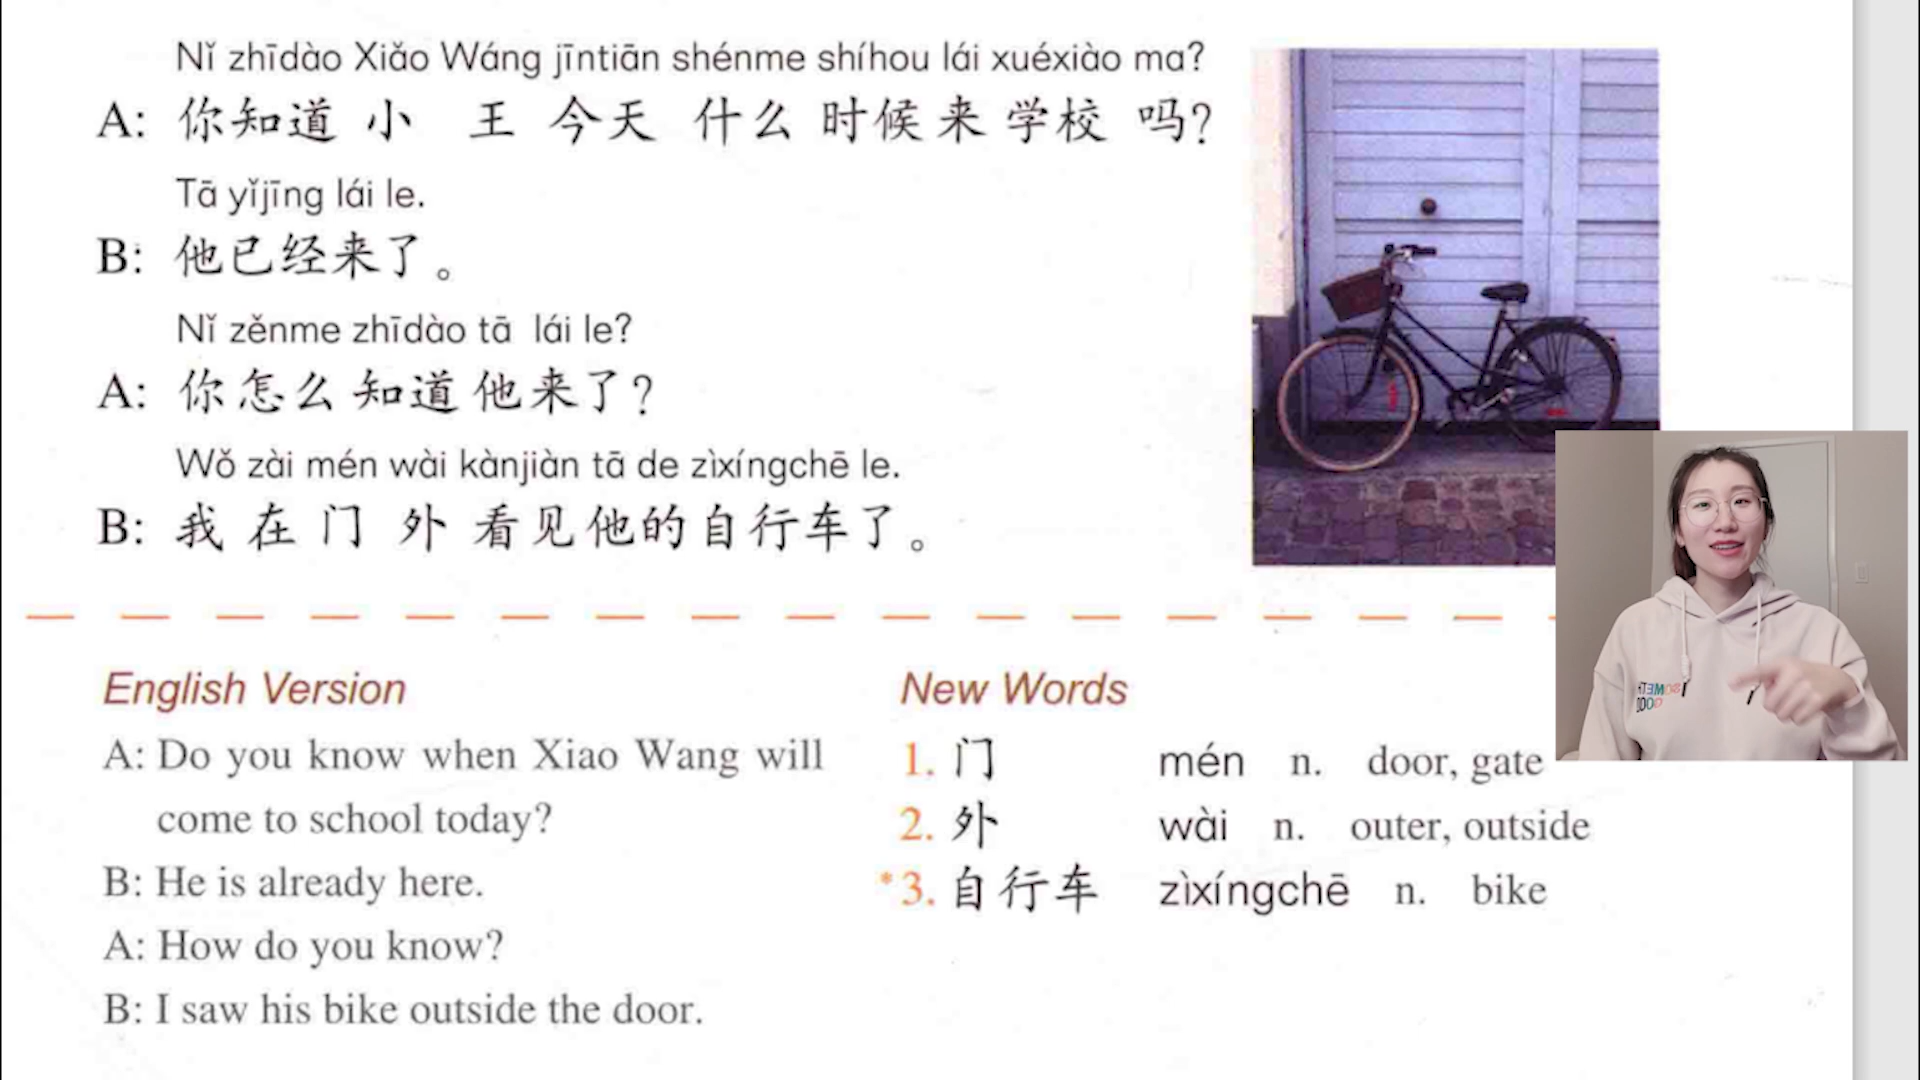 Nǐ zhīdào Xiǎo Wáng jīntiān shénme shíhou lái xuéxiào ma?
A: 你知道 小 王 今天 什么 时候 来 学校 吗?
Tā yǐjīng lái le.
B: 他已经来了。
Nǐ zěnme zhīdào tā lái le?
A: 你怎么知道他来了?
Wǒ zài mén wài kànjiàn tā de zìxíngchē le.
B: 我 在 门 外 看见他的自行车了。
English Version
A: Do you know when Xiao Wang will
come to school today?
B: He is already here.
A: How do you know?
B: I saw his bike outside the door.
New Words
1. 门 mén n. door, gate
2. 外 wài n. outer, outside
*3. 自行车 zìxíngchē n. bike